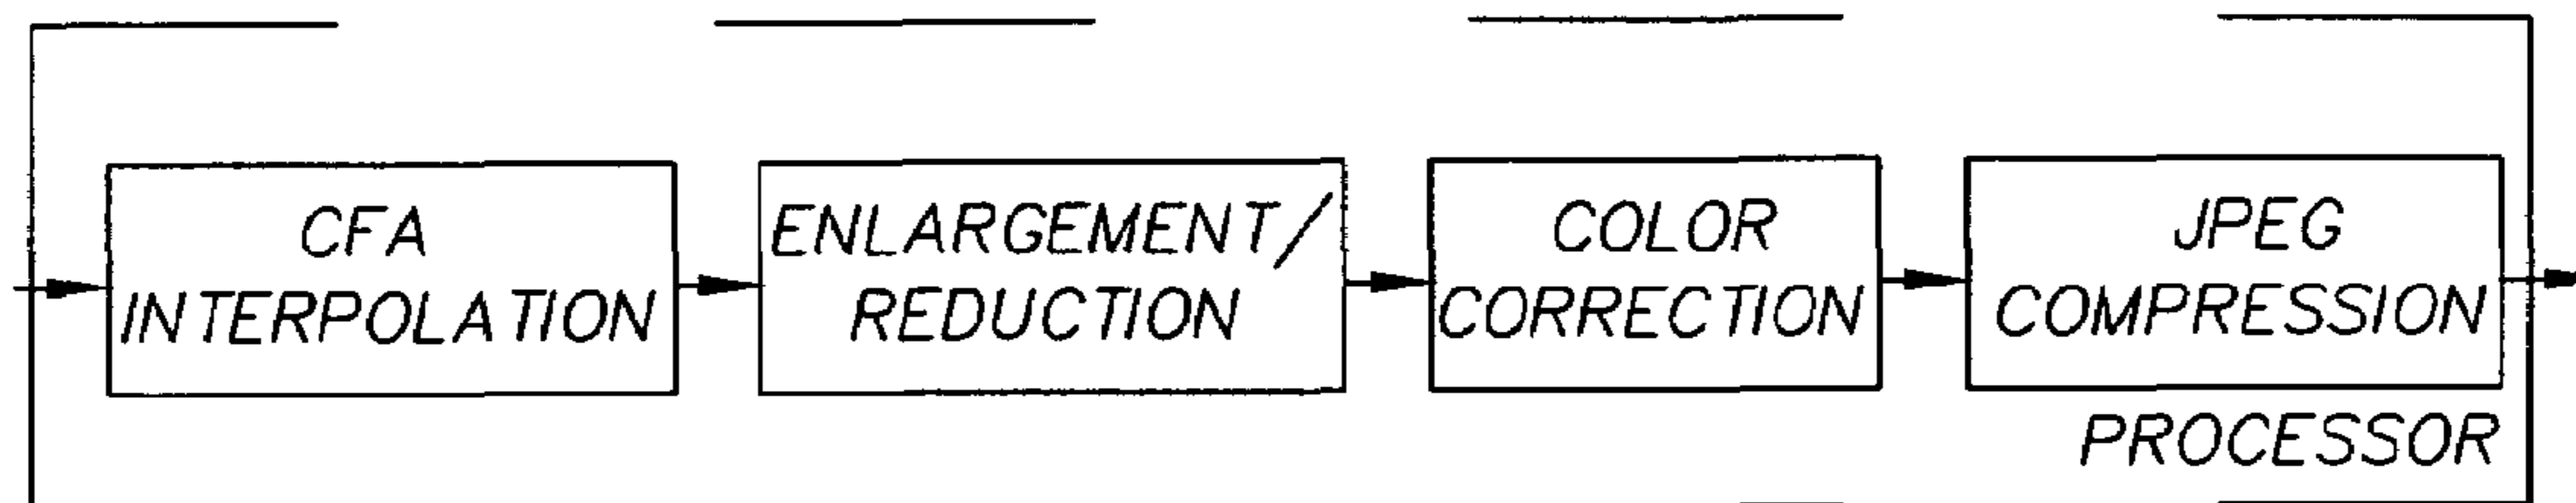 CFA
INTERPOLATION
ENLARGEMENT/
REDUCTION
COLOR
CORRECTION
JPEG
COMPRESSION
PROCESSOR